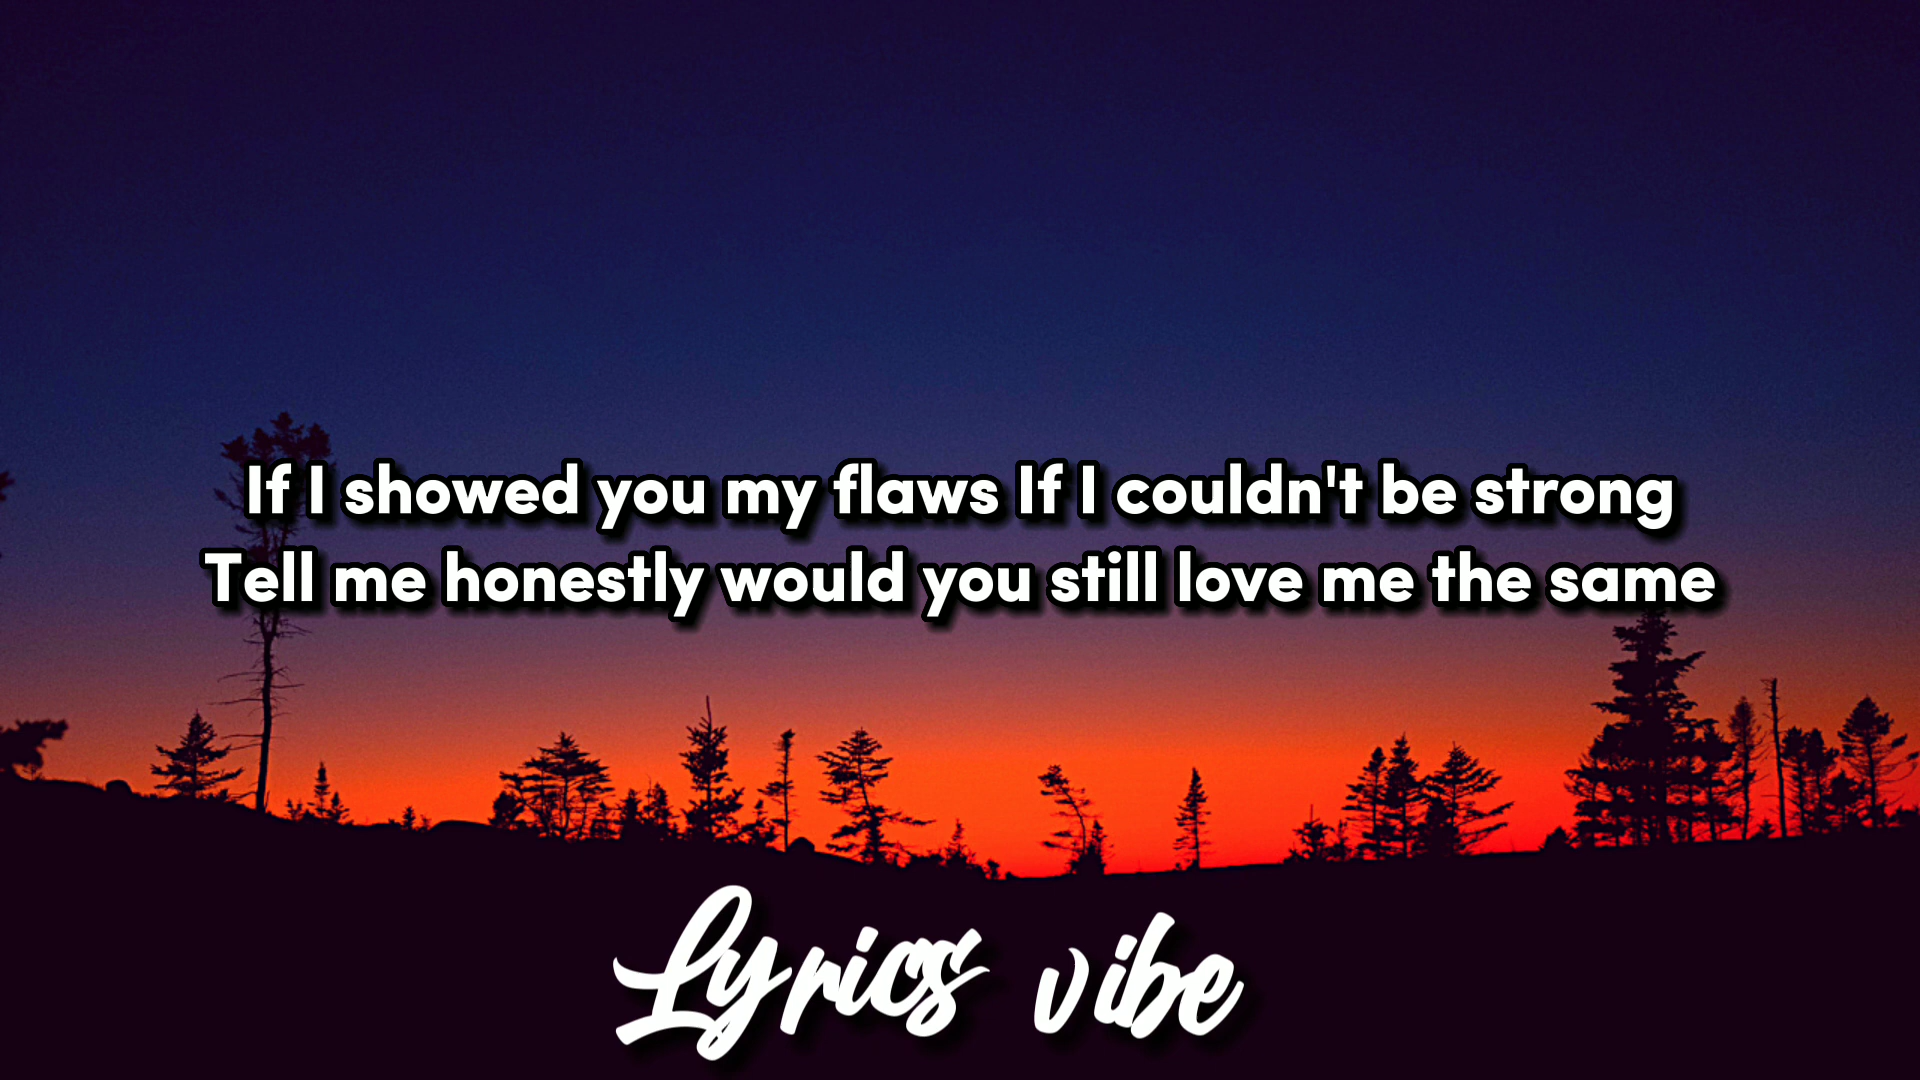 If I showed you my flaws If I couldn't be strong
Tell me honestly would you still love me the same
Lyrics vibe